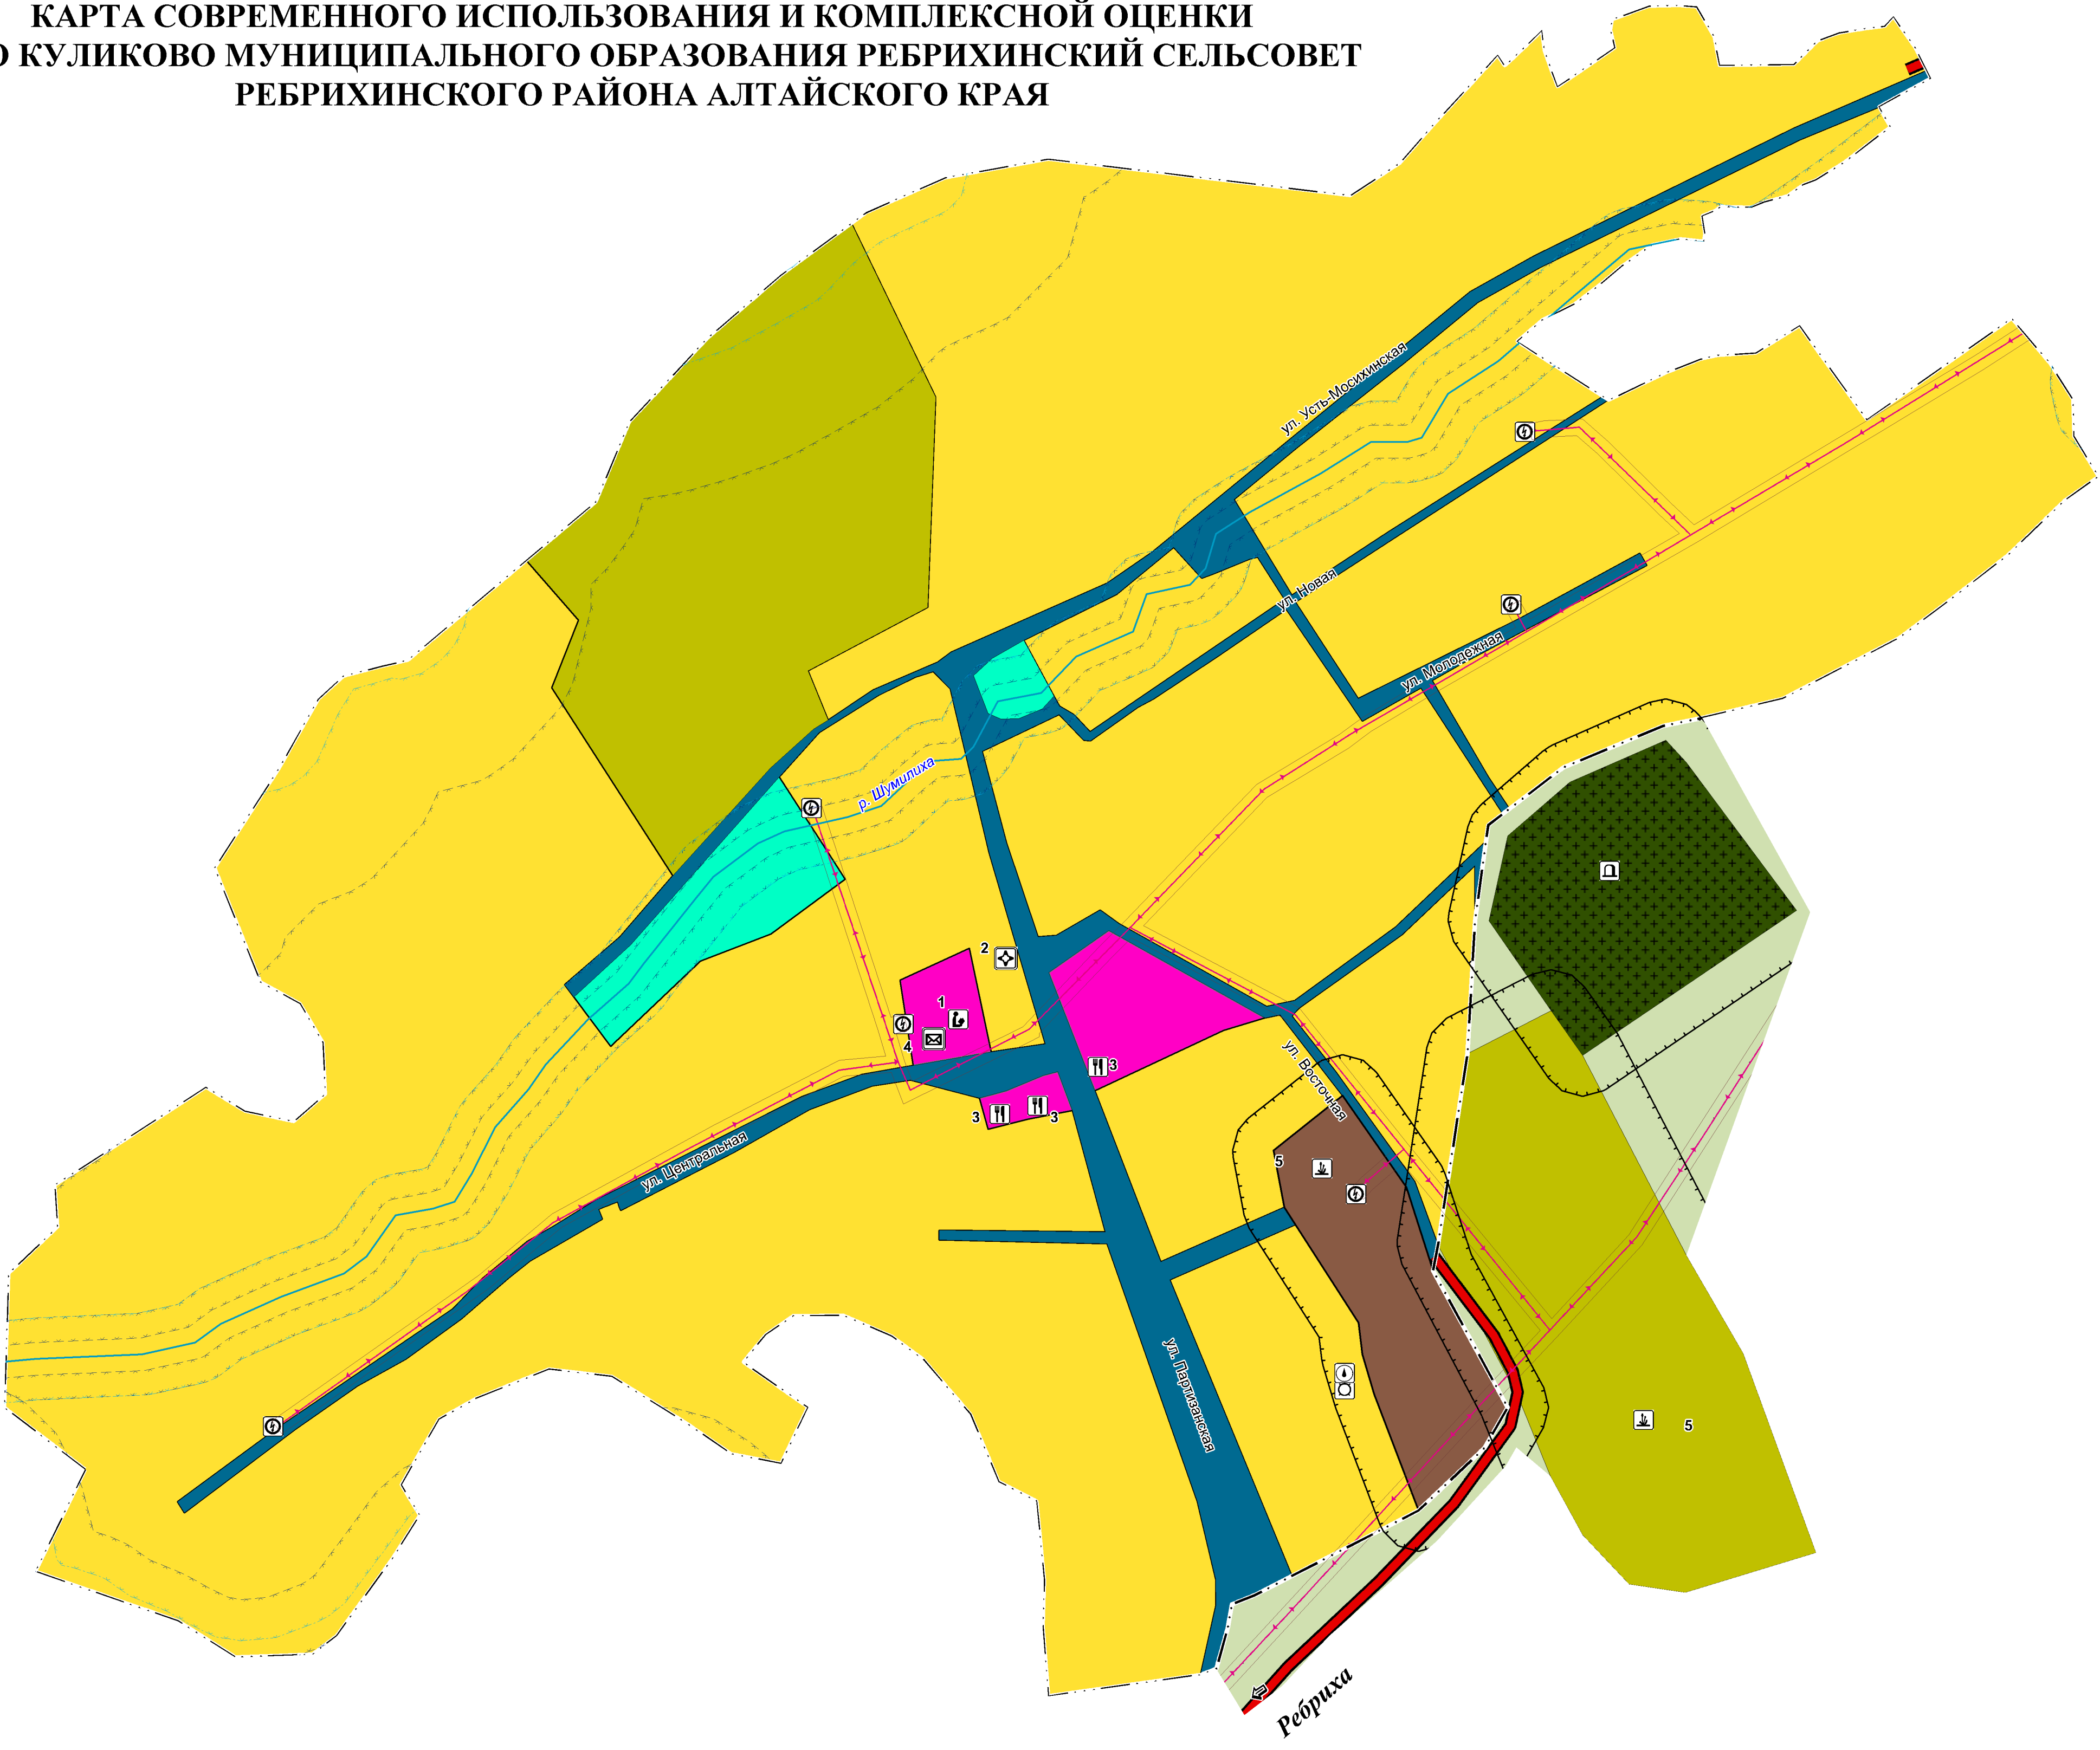 КАРТА СОВРЕМЕННОГО ИСПОЛЬЗОВАНИЯ И КОМПЛЕКСНОЙ ОЦЕНКИ
О КУЛИКОВО МУНИЦИПАЛЬНОГО ОБРАЗОВАНИЯ РЕБРИХИНСКИЙ СЕЛЬСОВЕТ
РЕБРИХИНСКОГО РАЙОНА АЛТАЙСКОГО КРАЯ
ул. Усть-Мосихинская
ул. Новая
ул. Молодежная
р. Шумилиха
2
1
4
3
3
3
ул. Восточная
ул. Центральная
5
ул. Партизанская
5
Ребриха